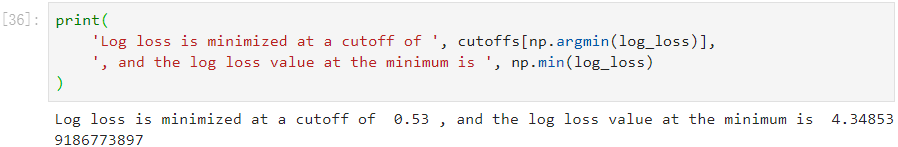 [36]: print(
'Log loss is minimized at a cutoff of ', cutoffs[np.argmin(log_loss)],
', and the log loss value at the minimum is ', np.min(log_loss)
)
Log loss is minimized at a cutoff of  0.53 , and the log loss value at the minimum is  4.34853
9186773897